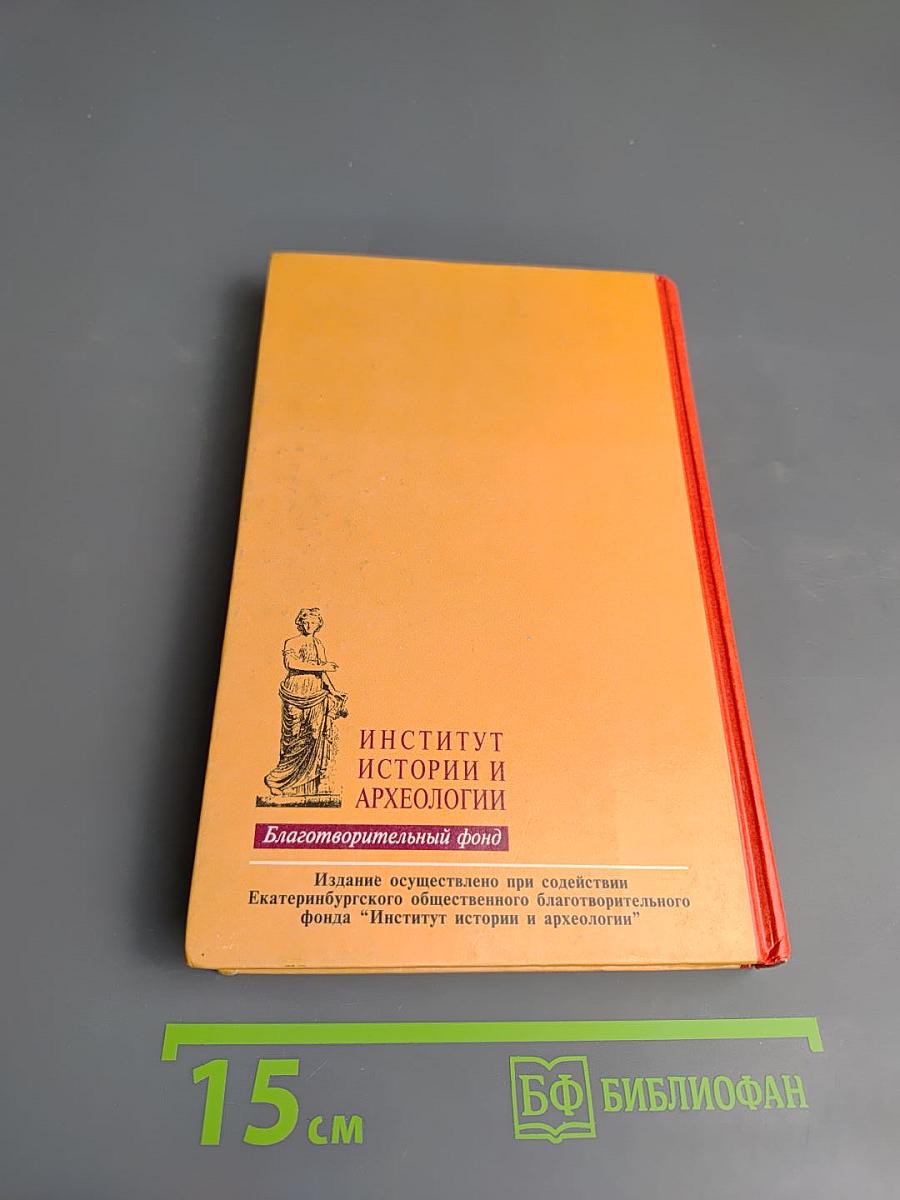 ИНСТИТУТ
ИСТОРИИ И
АРХЕОЛОГИИ
Благотворительный фонд
Издание осуществлено при содействии
Екатеринбургского общественного благотворительного
фонда “Институт истории и археологии”
15 см
БФ БИБЛИОФАН